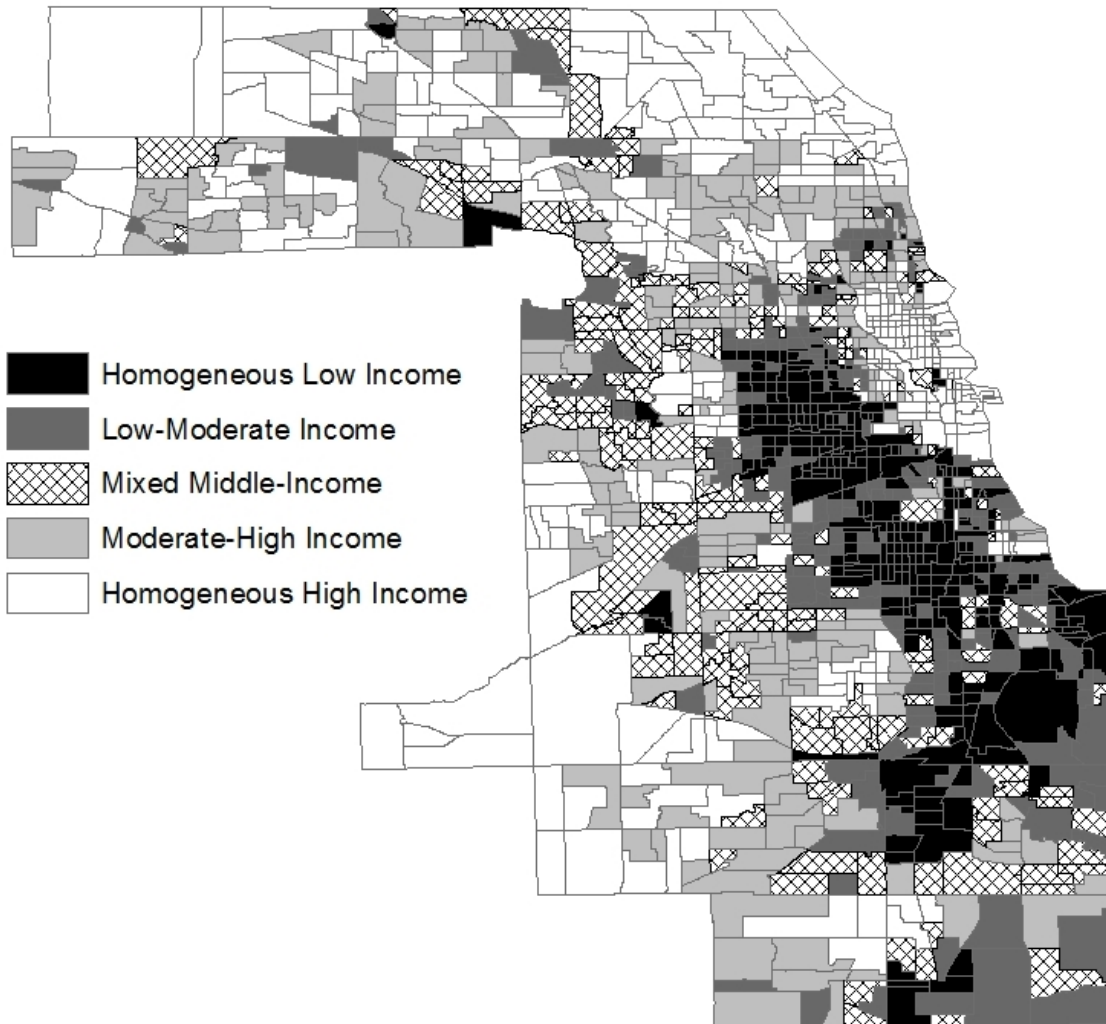 Homogeneous Low Income
Low-Moderate Income
Mixed Middle-Income
Moderate-High Income
Homogeneous High Income